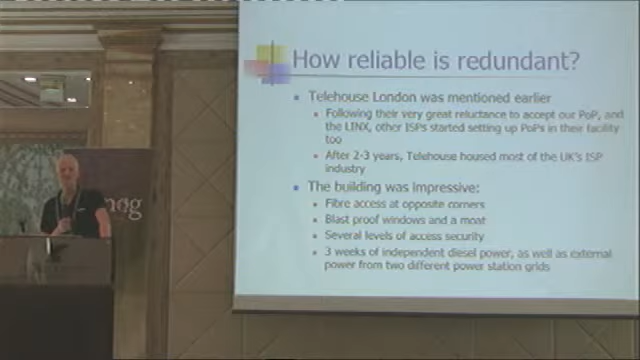 How reliable is redundant?
Telehouse London was mentioned earlier
Following their very great reluctance to accept our PoP, and
the LINX, other ISPs started setting up PoPs in their facility
too
After 2-3 years, Telehouse housed most of the UK's ISP
industry
The building was impressive:
Fibre access at opposite corners
Blast proof windows and a moat
Several levels of access security
3 weeks of independent diesel power, as well as external
power from two different power station grids
nog